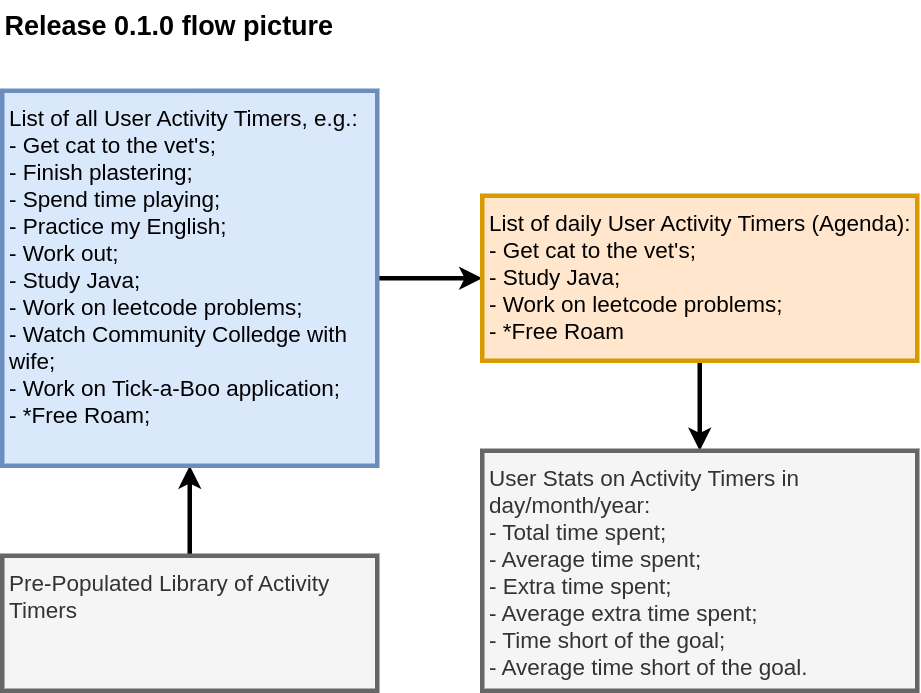 Release 0.1.0 flow picture
List of all User Activity Timers, e.g.:
- Get cat to the vet's;
- Finish plastering;
- Spend time playing;
- Practice my English;
- Work out;
- Study Java;
- Work on leetcode problems;
- Watch Community Colledge with
wife;
- Work on Tick-a-Boo application;
- *Free Roam;
List of daily User Activity Timers (Agenda):
- Get cat to the vet's;
- Study Java;
- Work on leetcode problems;
- *Free Roam
Pre-Populated Library of Activity
Timers
User Stats on Activity Timers in
day/month/year:
- Total time spent;
- Average time spent;
- Extra time spent;
- Average extra time spent;
- Time short of the goal;
- Average time short of the goal.